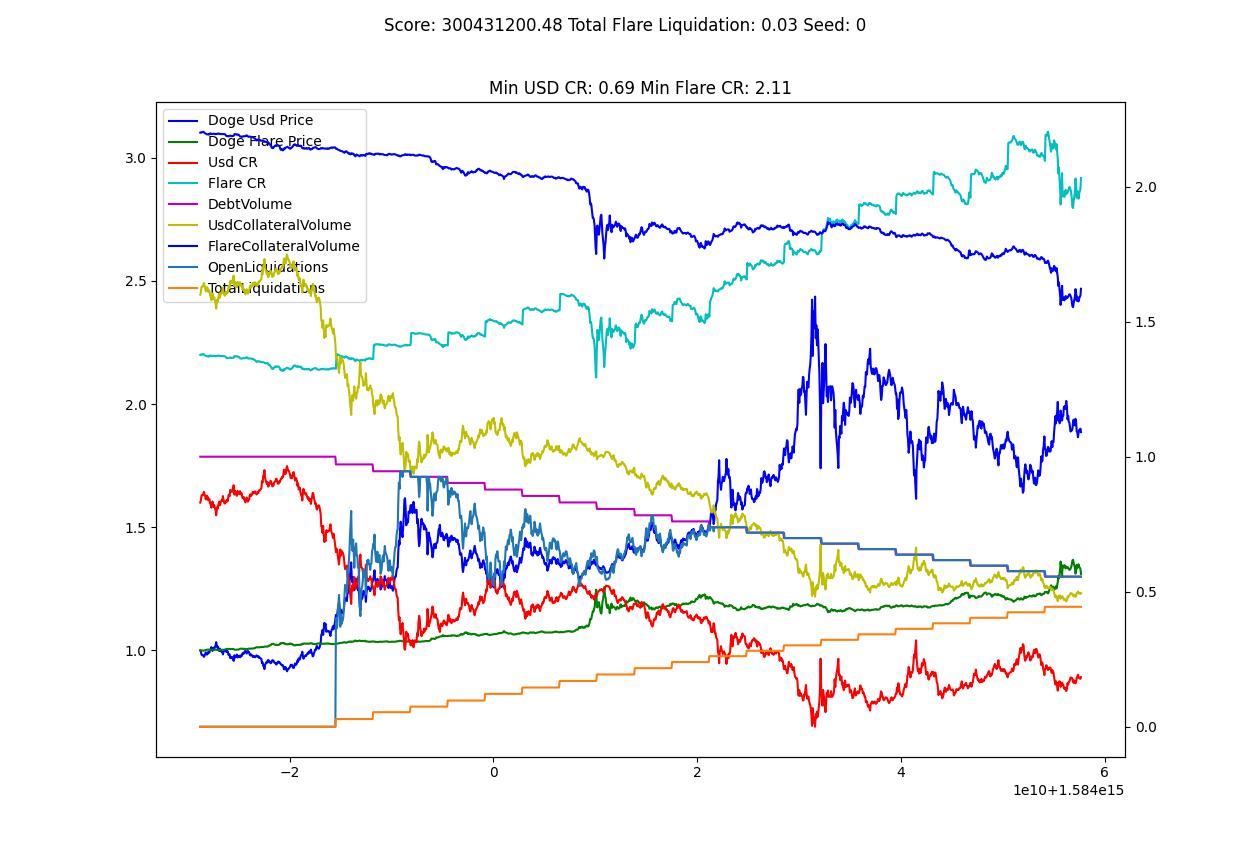 Score: 300431200.48 Total Flare Liquidation: 0.03 Seed: 0
Min USD CR: 0.69 Min Flare CR: 2.11
Doge Usd Price
Doge Flare Price
Usd CR
Flare CR
DebtVolume
UsdCollateralVolume
FlareCollateralVolume
OpenLiquidations
TotalLiquidations
3.0
2.5
2.0
1.5
1.0
2.0
1.5
1.0
0.5
0.0
−2
0
2
4
6
1e10+1.584e15